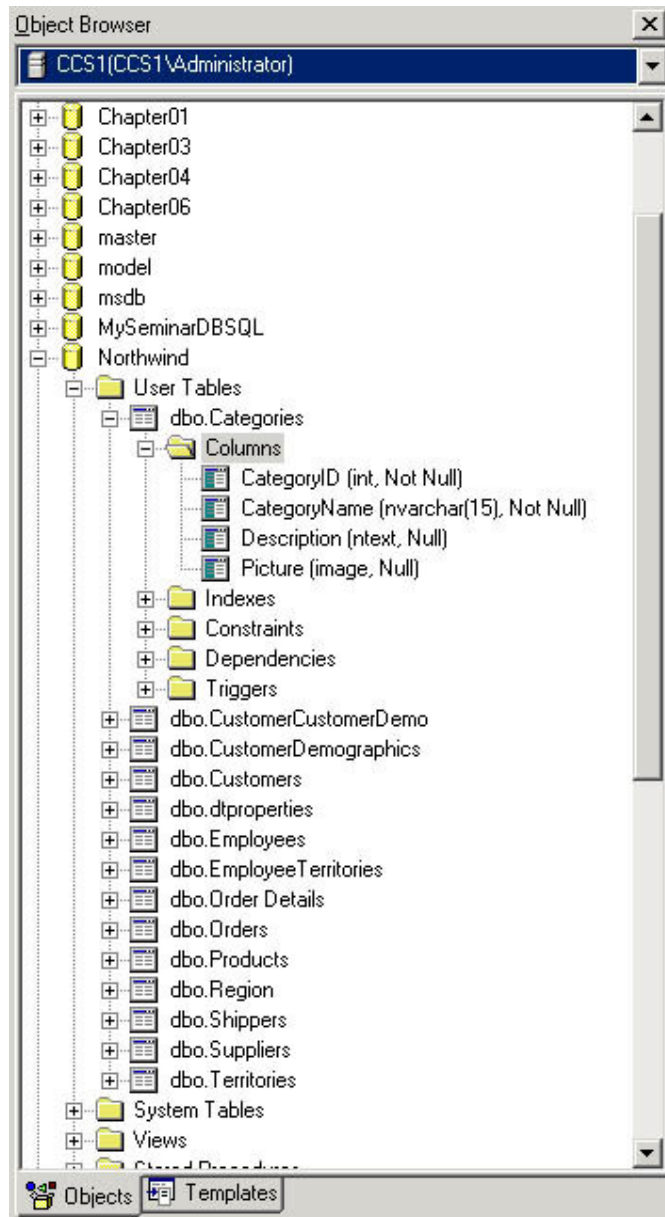 Object Browser
CCS1(CCS1\Administrator)
Chapter01
Chapter03
Chapter04
Chapter06
master
model
msdb
MySeminarDBSQL
Northwind
User Tables
dbo.Categories
Columns
CategoryID (int, Not Null)
CategoryName (nvarchar(15), Not Null)
Description (ntext, Null)
Picture (image, Null)
Indexes
Constraints
Dependencies
Triggers
dbo.CustomerCustomerDemo
dbo.CustomerDemographics
dbo.Customers
dbo.dtproperties
dbo.Employees
dbo.EmployeeTerritories
dbo.Order Details
dbo.Orders
dbo.Products
dbo.Region
dbo.Shippers
dbo.Suppliers
dbo.Territories
System Tables
Views
Stored Procedures
Objects Templates